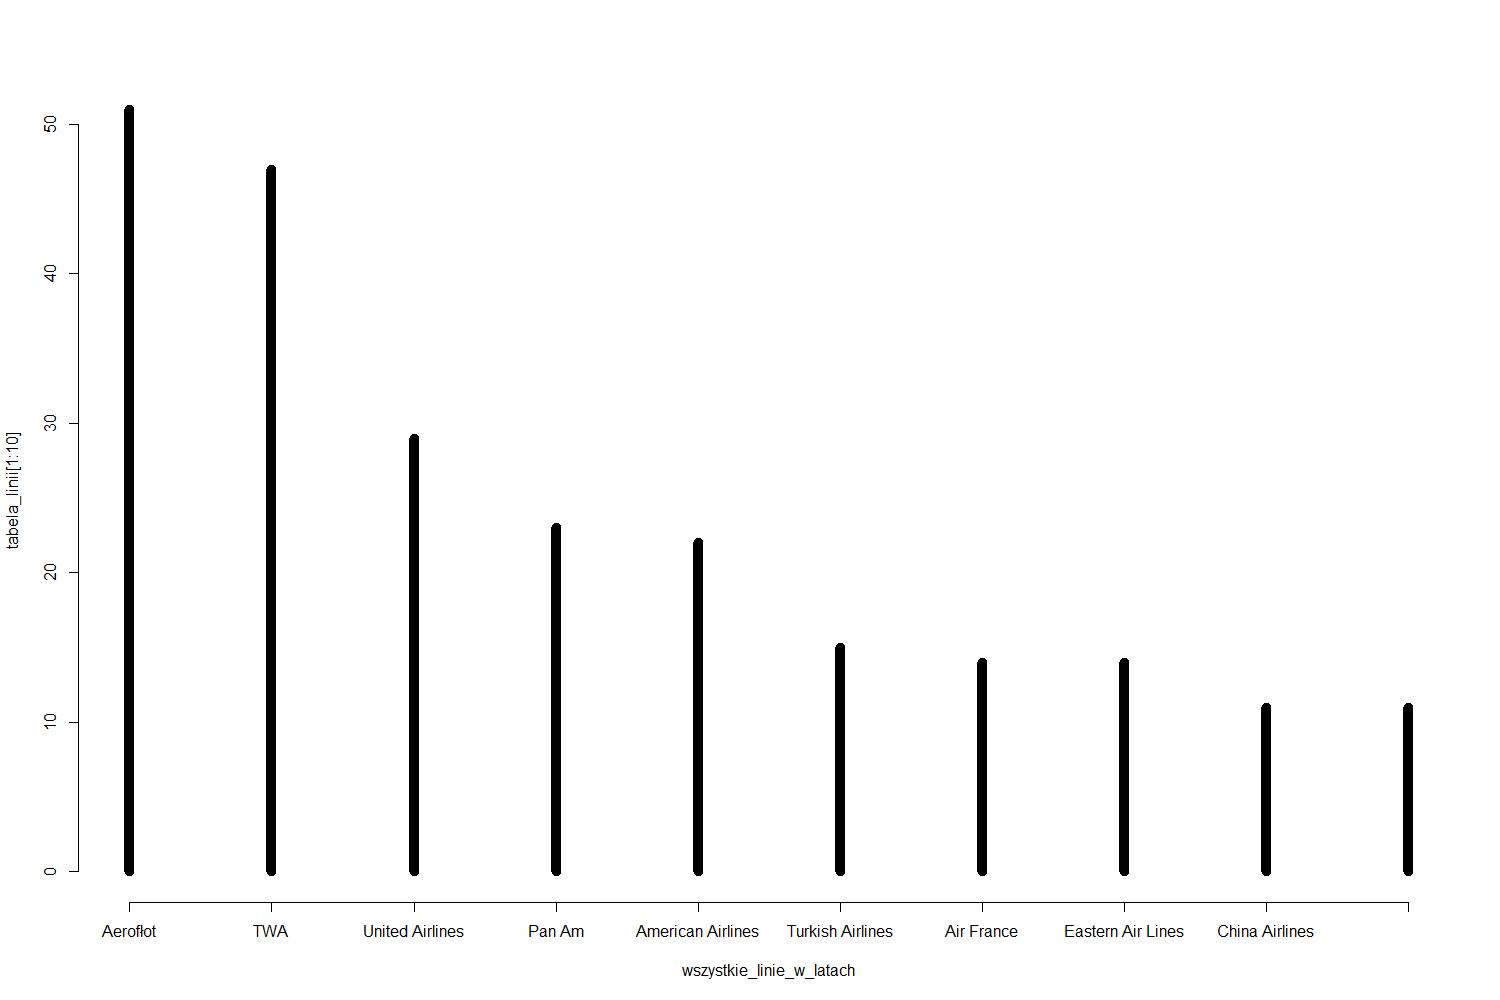 50
40
30
20
10
0
tabela_linii[1:10]
Aerofłot
TWA
United Airlines
Pan Am
American Airlines
Turkish Airlines
Air France
Eastern Air Lines
China Airlines
wszystkie_linie_w_latach